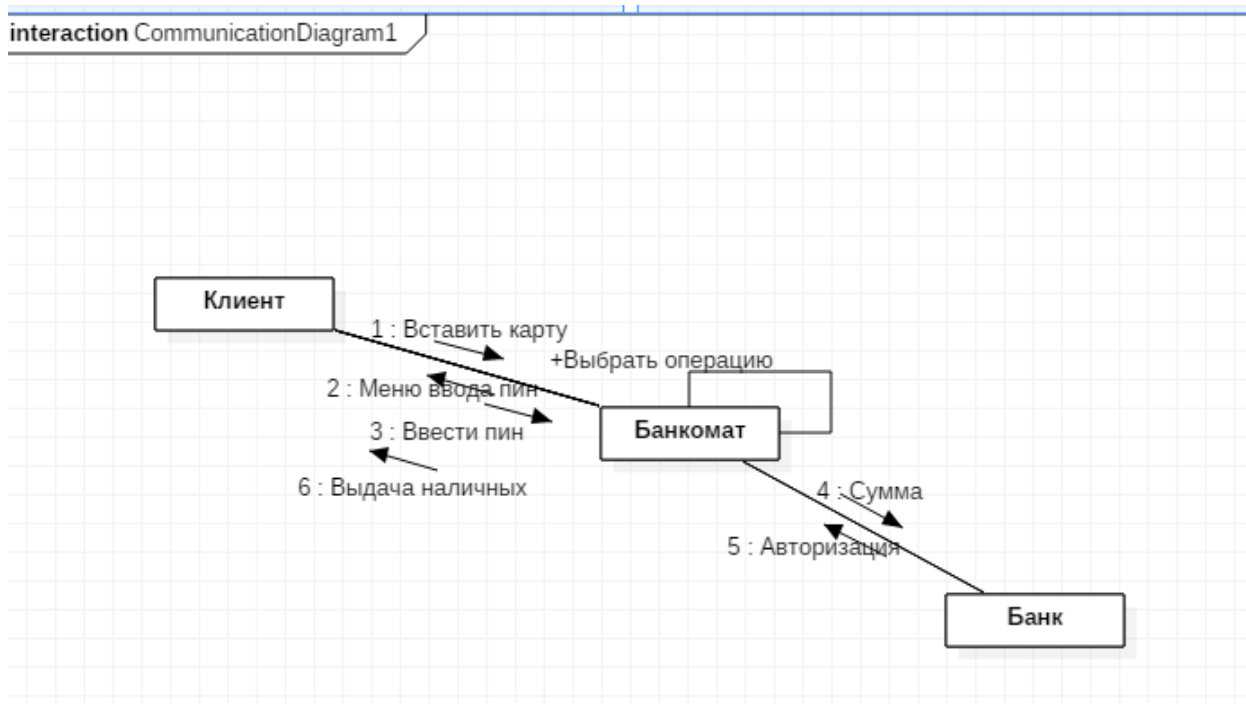 interaction CommunicationDiagram1
Клиент
1 : Вставить карту
+Выбрать операцию
2 : Меню ввода пин
3 : Ввести пин
Банкомат
6 : Выдача наличных
4 : Сумма
5 : Авторизация
Банк